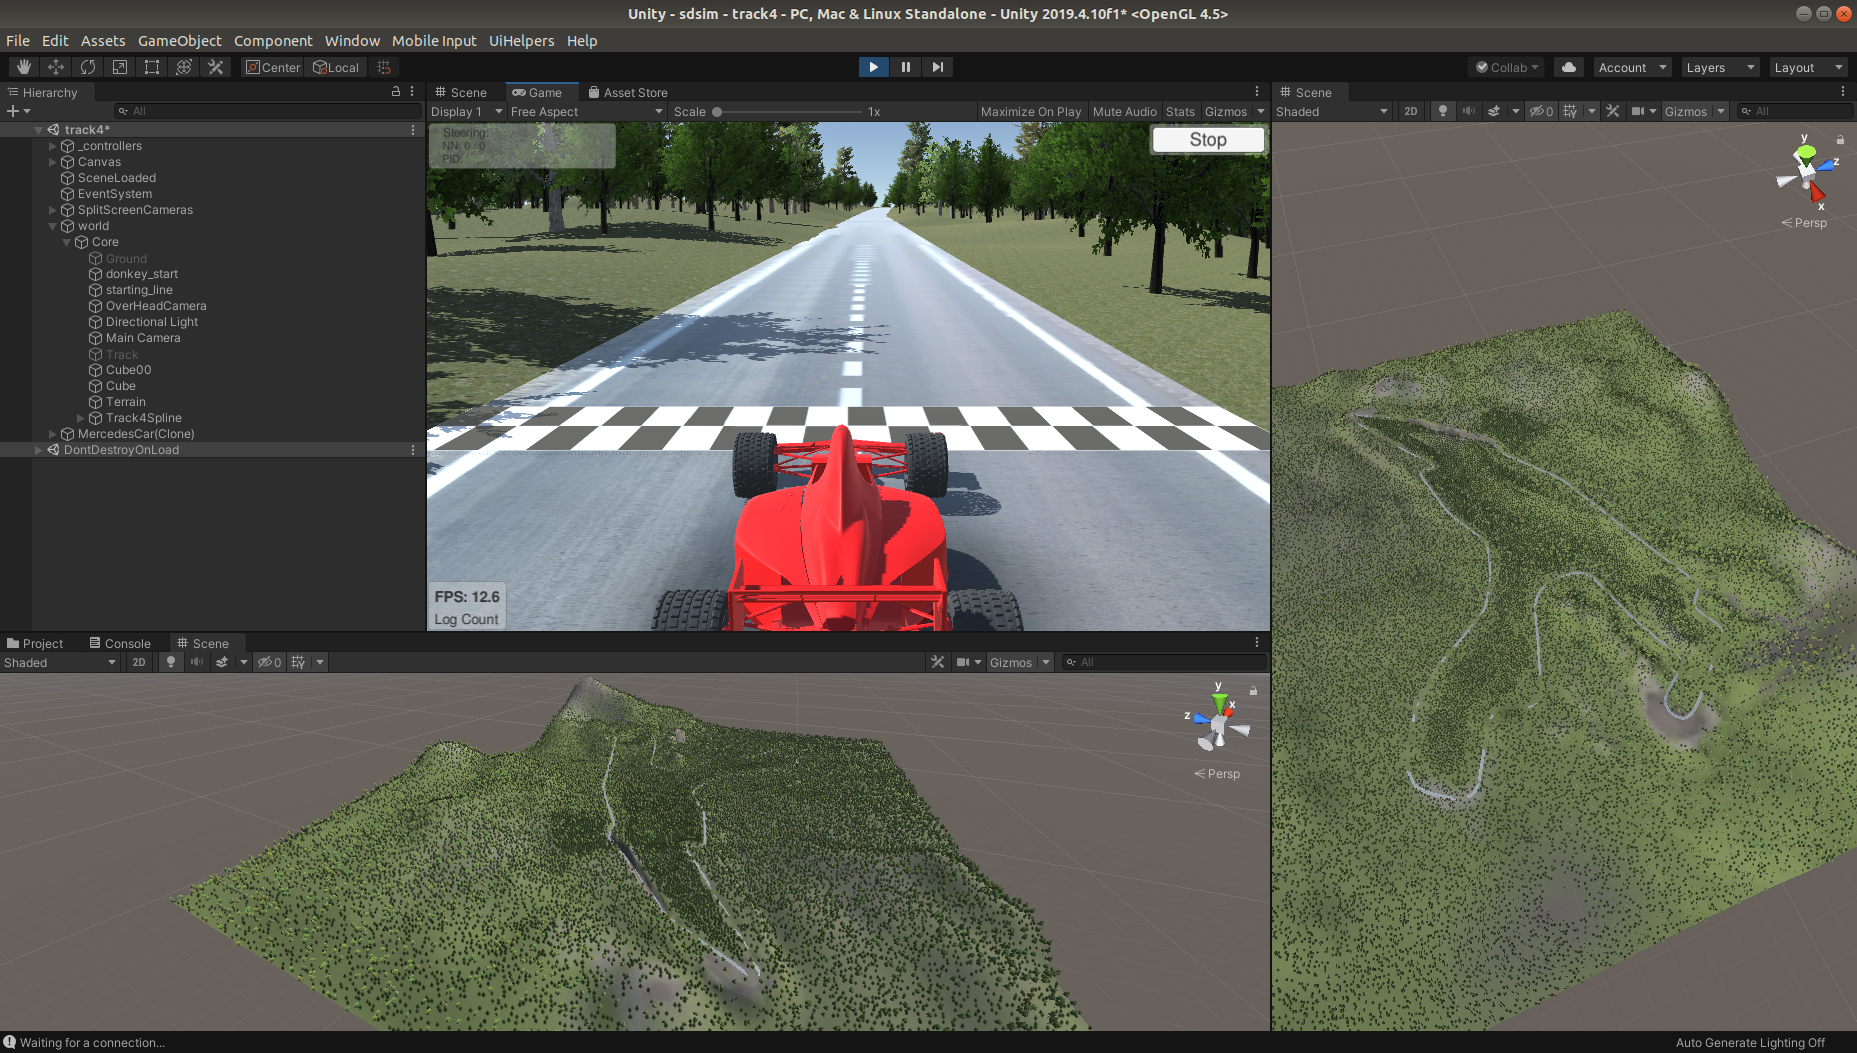 Unity - sdsim - track4 - PC, Mac & Linux Standalone - Unity 2019.4.10f1* <OpenGL 4.5>
File Edit Assets GameObject Component Window Mobile Input UiHelpers Help
Center Local Collab Account Layers Layout
Hierarchy
All
track4*
_controllers
Canvas
SceneLoaded
EventSystem
SplitScreenCameras
world
Core
Ground
donkey_start
starting_line
OverHeadCamera
Directional Light
Main Camera
Track
Cube00
Cube
Terrain
Track4Spline
MercedesCar(Clone)
DontDestroyOnLoad
Scene Game Asset Store
Display 1 Free Aspect Scale 1x Maximize On Play Mute Audio Stats Gizmos
Steering:
NN: 0 : 0
PID:
Stop
FPS: 12.6
Log Count
Scene
Shaded 2D 0 Gizmos All
y
z
x
Persp
Project Console Scene
Shaded 2D 0 Gizmos All
y
x
z
Persp
Waiting for a connection...
Auto Generate Lighting Off